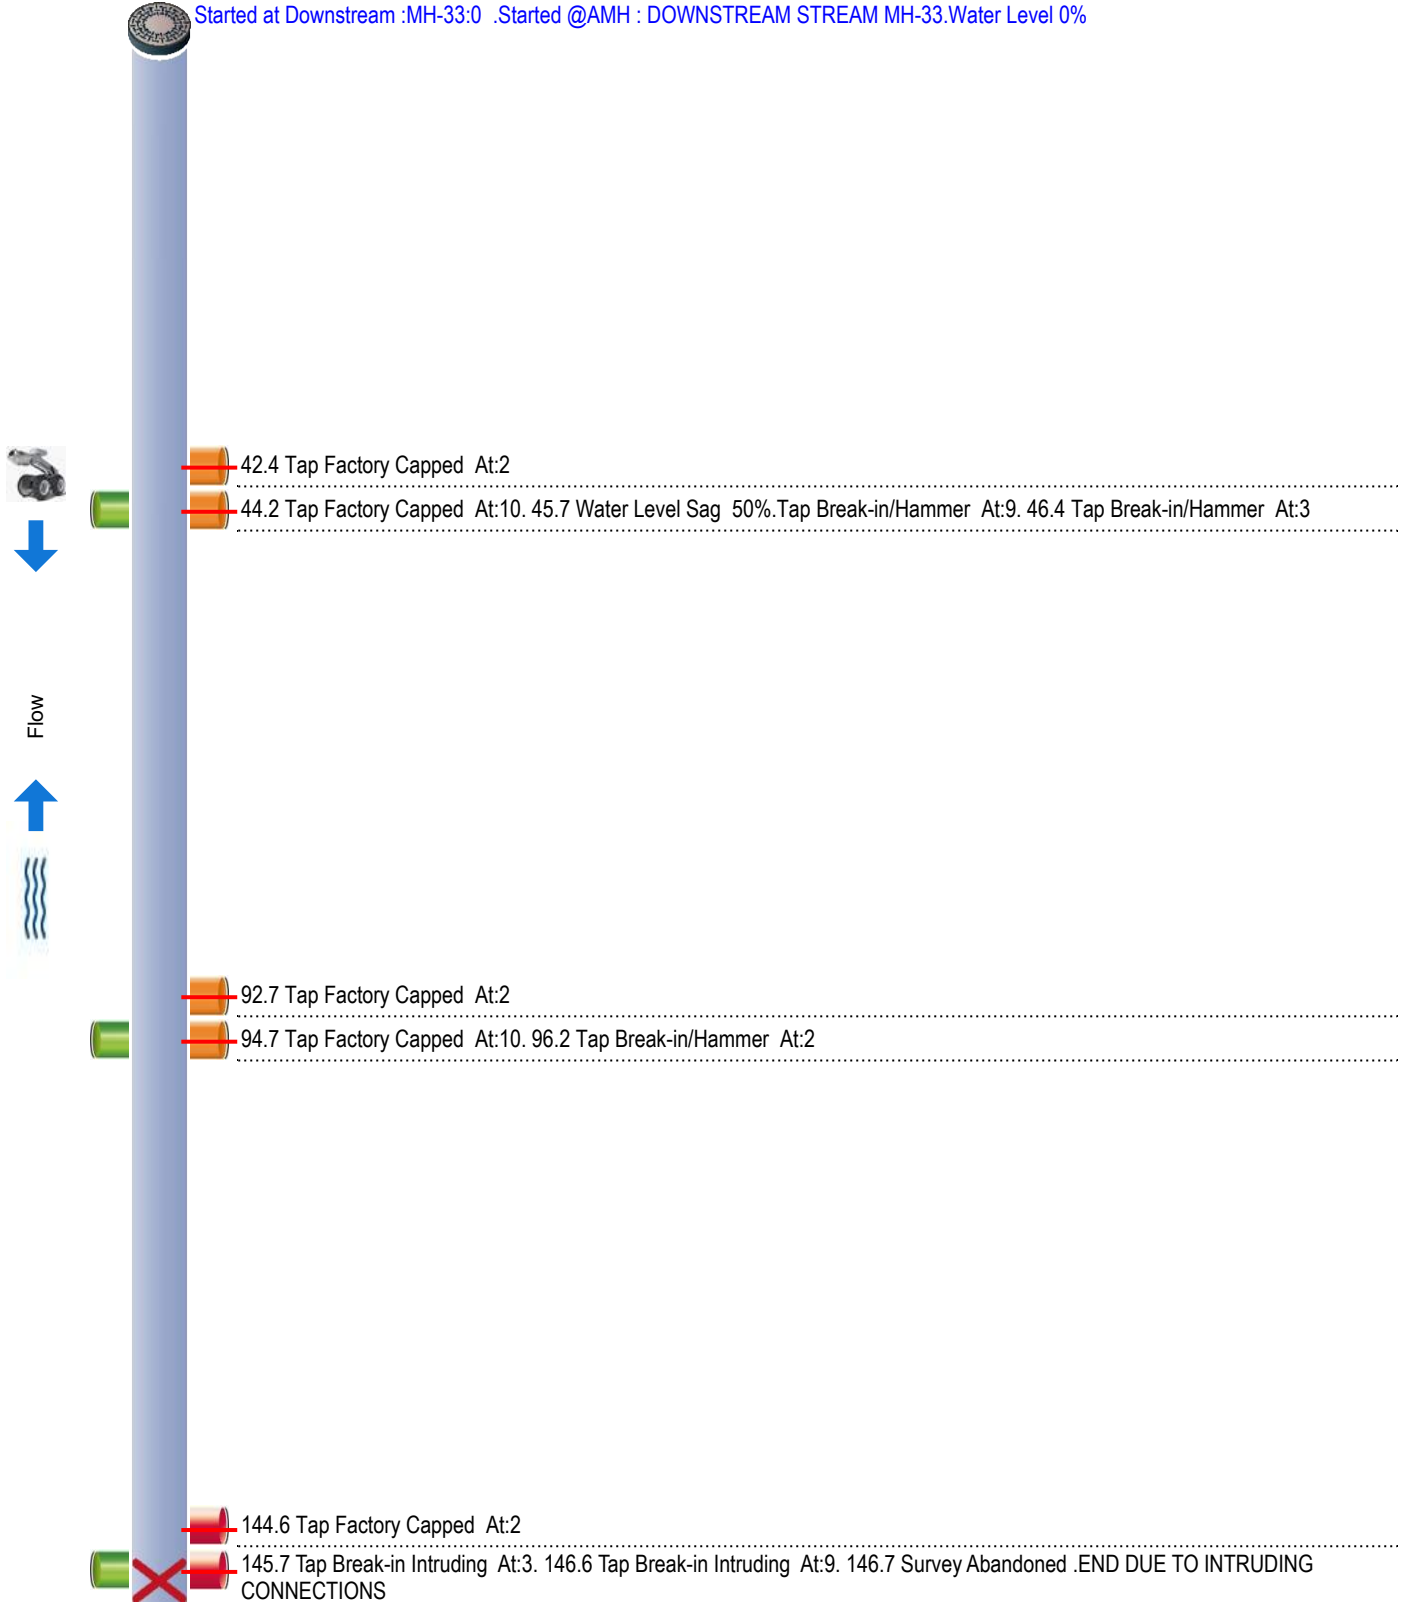 Started at Downstream :MH-33:0 .Started @AMH : DOWNSTREAM STREAM MH-33.Water Level 0%
42.4 Tap Factory Capped At:2
44.2 Tap Factory Capped At:10. 45.7 Water Level Sag 50%.Tap Break-in/Hammer At:9. 46.4 Tap Break-in/Hammer At:3
Flow
92.7 Tap Factory Capped At:2
94.7 Tap Factory Capped At:10. 96.2 Tap Break-in/Hammer At:2
144.6 Tap Factory Capped At:2
145.7 Tap Break-in Intruding At:3. 146.6 Tap Break-in Intruding At:9. 146.7 Survey Abandoned .END DUE TO INTRUDING
CONNECTIONS